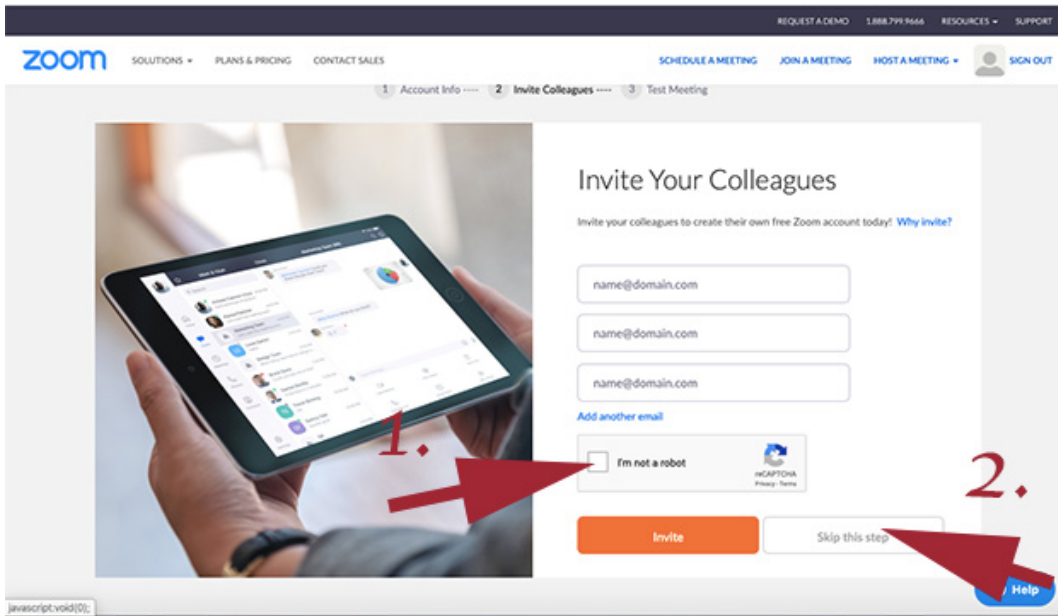 REQUEST A DEMO 1.888.799.9666 RESOURCES SUPPORT
zoom SOLUTIONS PLANS & PRICING CONTACT SALES SCHEDULE A MEETING JOIN A MEETING HOST A MEETING SIGN OUT
1 Account Info ---- 2 Invite Colleagues ---- 3 Test Meeting
Invite Your Colleagues
Invite your colleagues to create their own free Zoom account today! Why invite?
name@domain.com
name@domain.com
name@domain.com
Add another email
1.
I'm not a robot
reCAPTCHA
Privacy - Terms
2.
Invite Skip this step
Help
javascript:void(0);